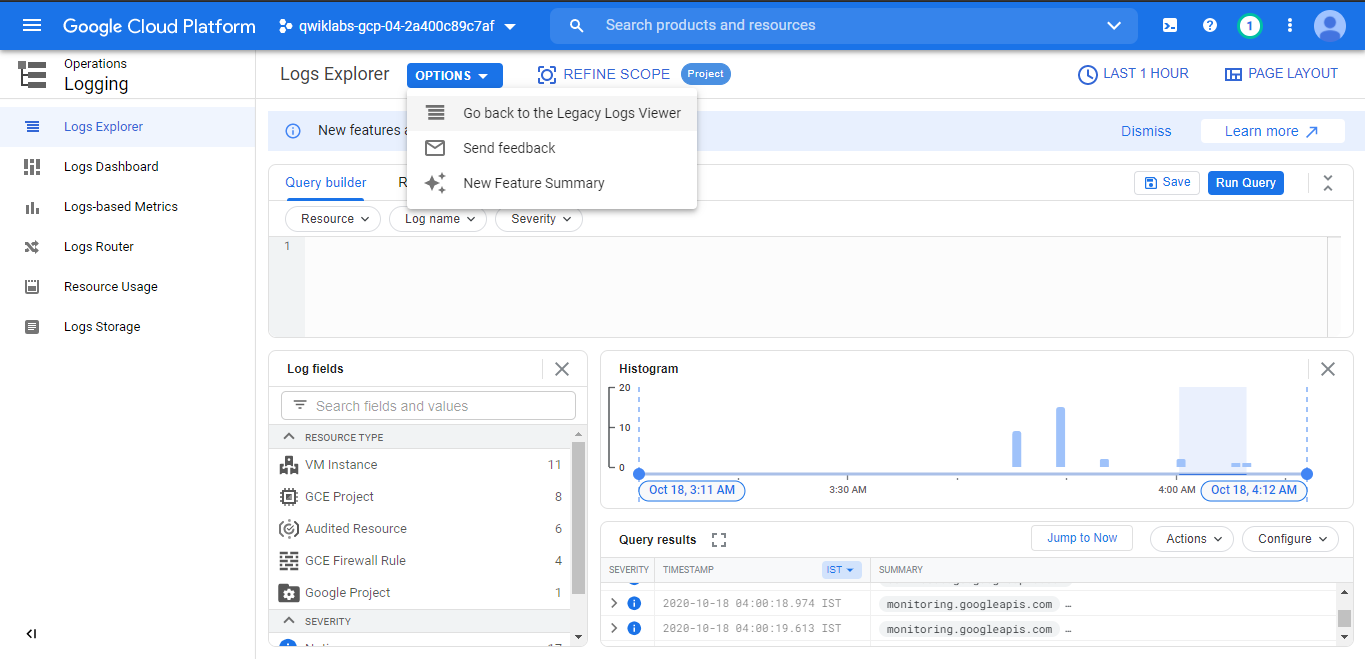 Google Cloud Platform
qwiklabs-gcp-04-2a400c89c7af
Search products and resources
1
Operations
Logging
Logs Explorer
OPTIONS
REFINE SCOPE
Project
LAST 1 HOUR
PAGE LAYOUT
Logs Explorer
Logs Dashboard
Logs-based Metrics
Logs Router
Resource Usage
Logs Storage
Go back to the Legacy Logs Viewer
Send feedback
New Feature Summary
New features
Dismiss
Learn more
Query builder
Save
Run Query
Resource
Log name
Severity
1
Log fields
Search fields and values
RESOURCE TYPE
VM Instance 11
GCE Project 8
Audited Resource 6
GCE Firewall Rule 4
Google Project 1
SEVERITY
Histogram
20
10
0
Oct 18, 3:11 AM
3:30 AM
4:00 AM
Oct 18, 4:12 AM
Query results
Jump to Now
Actions
Configure
SEVERITY TIMESTAMP IST SUMMARY
2020-10-18 04:00:18.974 IST monitoring.googleapis.com …
2020-10-18 04:00:19.613 IST monitoring.googleapis.com …